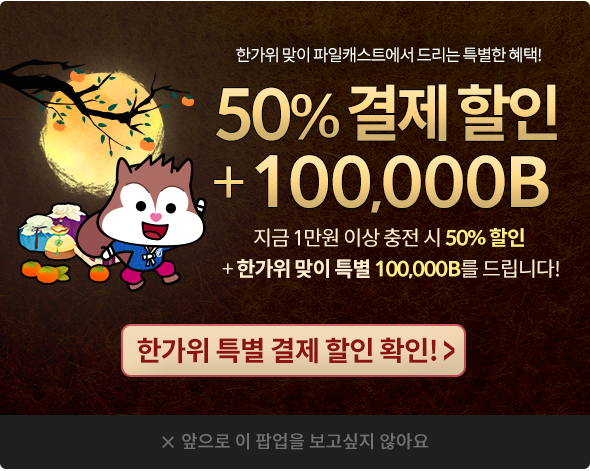 한가위 맞이 파일캐스트에서 드리는 특별한 혜택!
50% 결제 할인
+ 100,000B
지금 1만원 이상 충전 시 50% 할인
+ 한가위 맞이 특별 100,000B를 드립니다!
한가위 특별 결제 할인 확인! >
× 앞으로 이 팝업을 보고싶지 않아요